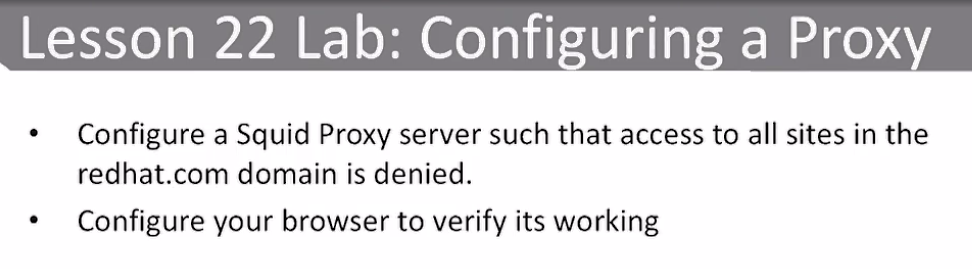 Lesson 22 Lab: Configuring a Proxy
• Configure a Squid Proxy server such that access to all sites in the
redhat.com domain is denied.
• Configure your browser to verify its working